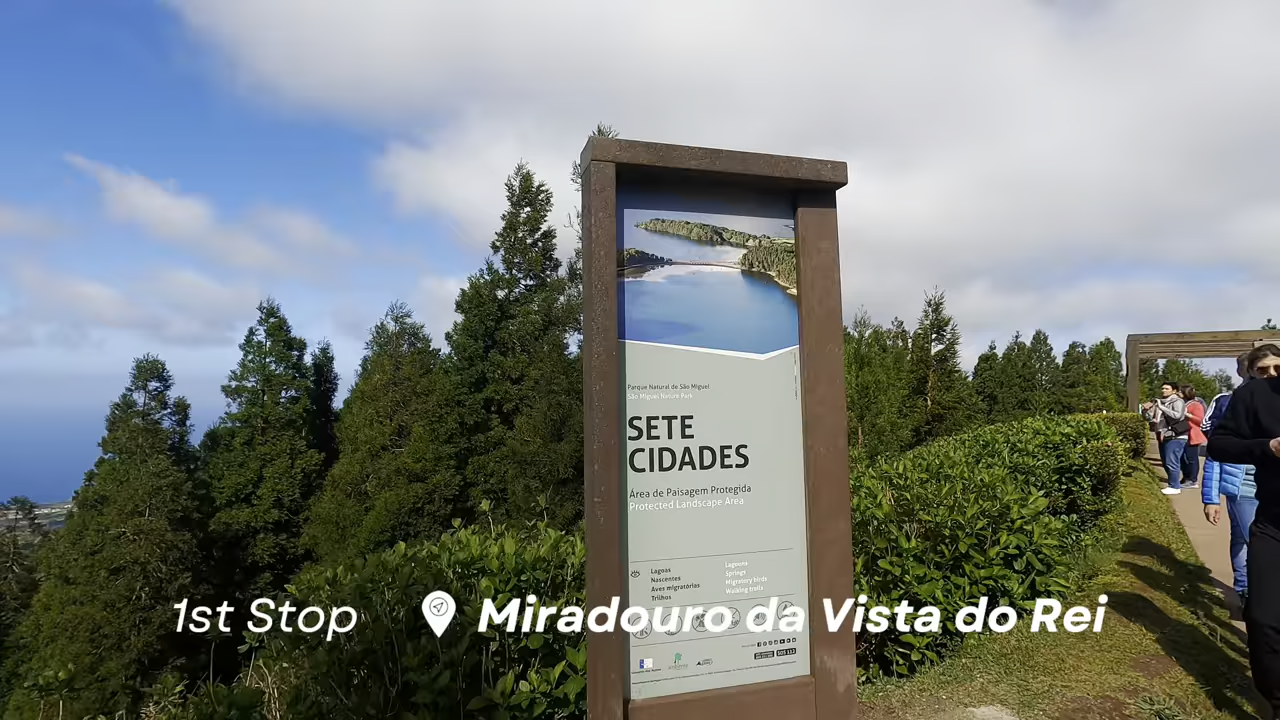 Parque Natural de São Miguel
São Miguel Nature Park
SETE
CIDADES
Área de Paisagem Protegida
Protected Landscape Area
Lagoas
Nascentes
Aves migratórias
Trilhos
Lagoons
Springs
Migratory birds
Walking trails
1st Stop Miradouro da Vista do Rei